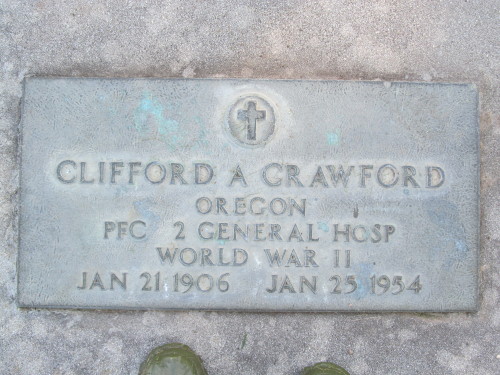 CLIFFORD A CRAWFORD
OREGON
PFC 2 GENERAL HOSP
WORLD WAR II
JAN 21 1906 JAN 25 1954